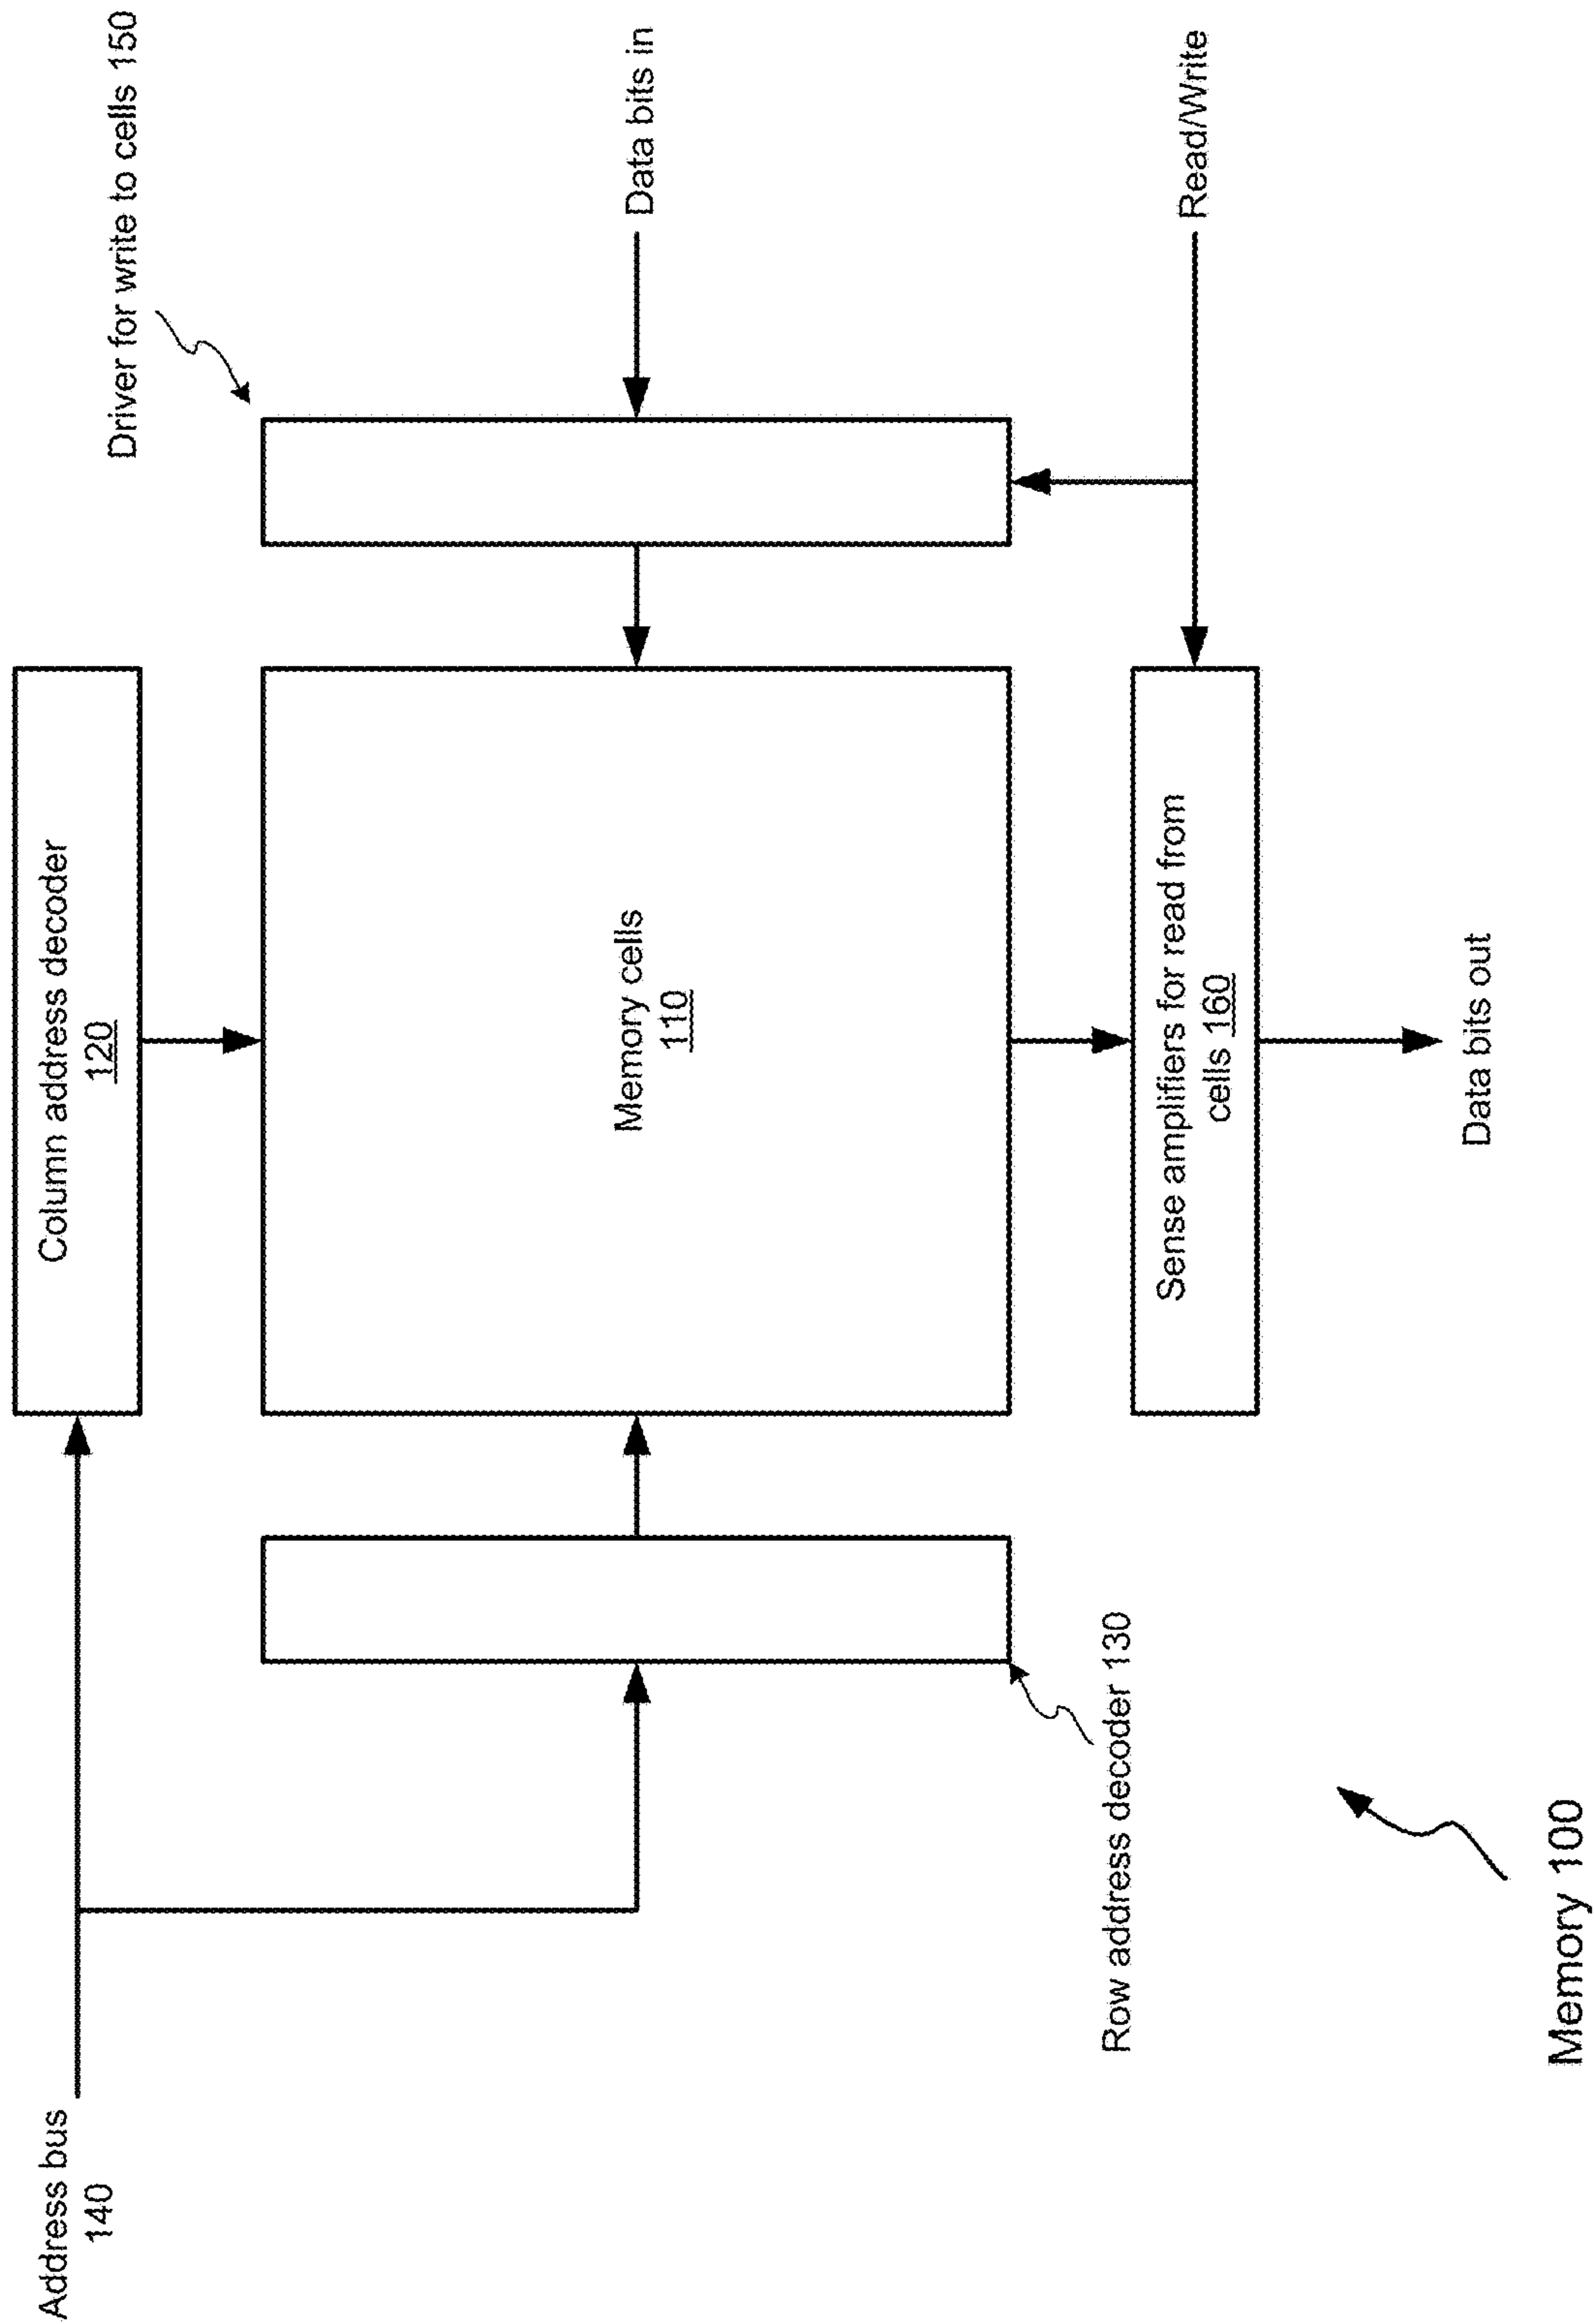 Address bus
140
Column address decoder
120
Driver for write to cells 150
Memory cells
110
Data bits in
Row address decoder 130
Sense amplifiers for read from
cells 160
Read/Write
Data bits out
Memory 100